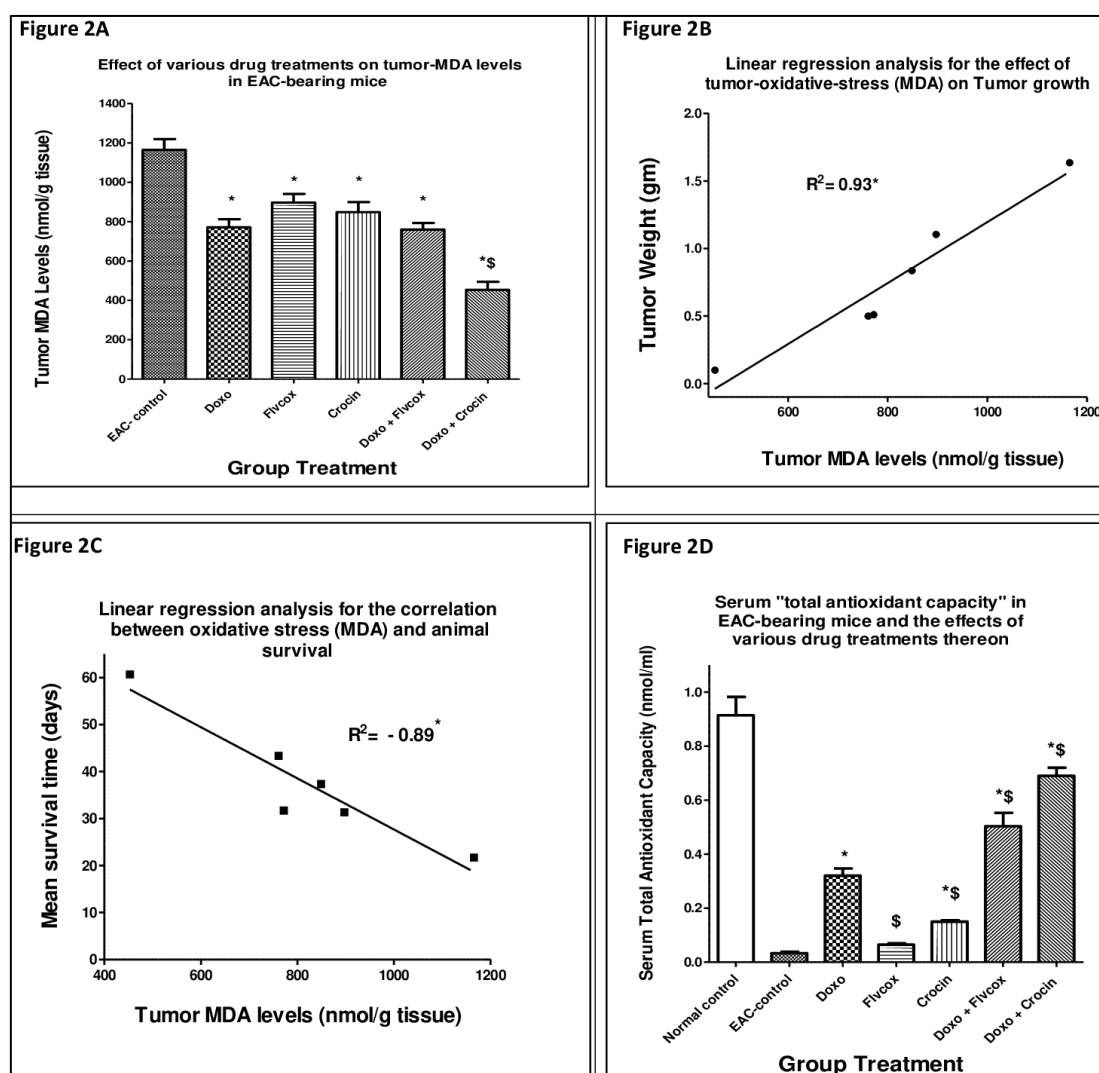 Figure 2A
Effect of various drug treatments on tumor-MDA levels
in EAC-bearing mice
Tumor MDA Levels (nmol/g tissue)
1400
1200
1000
800
600
400
200
0
*
*
*
*
*$
EAC- control
Doxo
Flvcox
Crocin
Doxo + Flvcox
Doxo + Crocin
Group Treatment
Figure 2B
Linear regression analysis for the effect of
tumor-oxidative-stress (MDA) on Tumor growth
Tumor Weight (gm)
2.0
1.5
1.0
0.5
0.0
R²= 0.93*
600
800
1000
1200
Tumor MDA levels (nmol/g tissue)
Figure 2C
Linear regression analysis for the correlation
between oxidative stress (MDA) and animal
survival
Mean survival time (days)
60
50
40
30
20
10
0
R²= - 0.89*
400
600
800
1000
1200
Tumor MDA levels (nmol/g tissue)
Figure 2D
Serum "total antioxidant capacity" in
EAC-bearing mice and the effects of
various drug treatments thereon
Serum Total Antioxidant Capacity (nmol/ml)
1.0
0.8
0.6
0.4
0.2
0.0
*
$
*$
*$
*$
Normal control
EAC-control
Doxo
Flvcox
Crocin
Doxo + Flvcox
Doxo + Crocin
Group Treatment